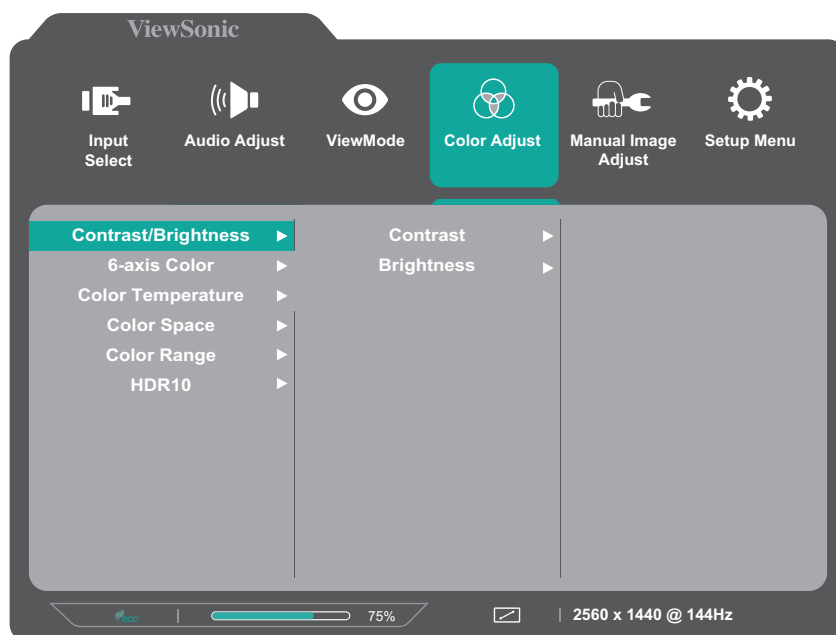 ViewSonic
Input
Select
Audio Adjust
ViewMode
Color Adjust
Manual Image
Adjust
Setup Menu
Contrast/Brightness
6-axis Color
Color Temperature
Color Space
Color Range
HDR10
Contrast
Brightness
eco | 75% | 2560 x 1440 @ 144Hz